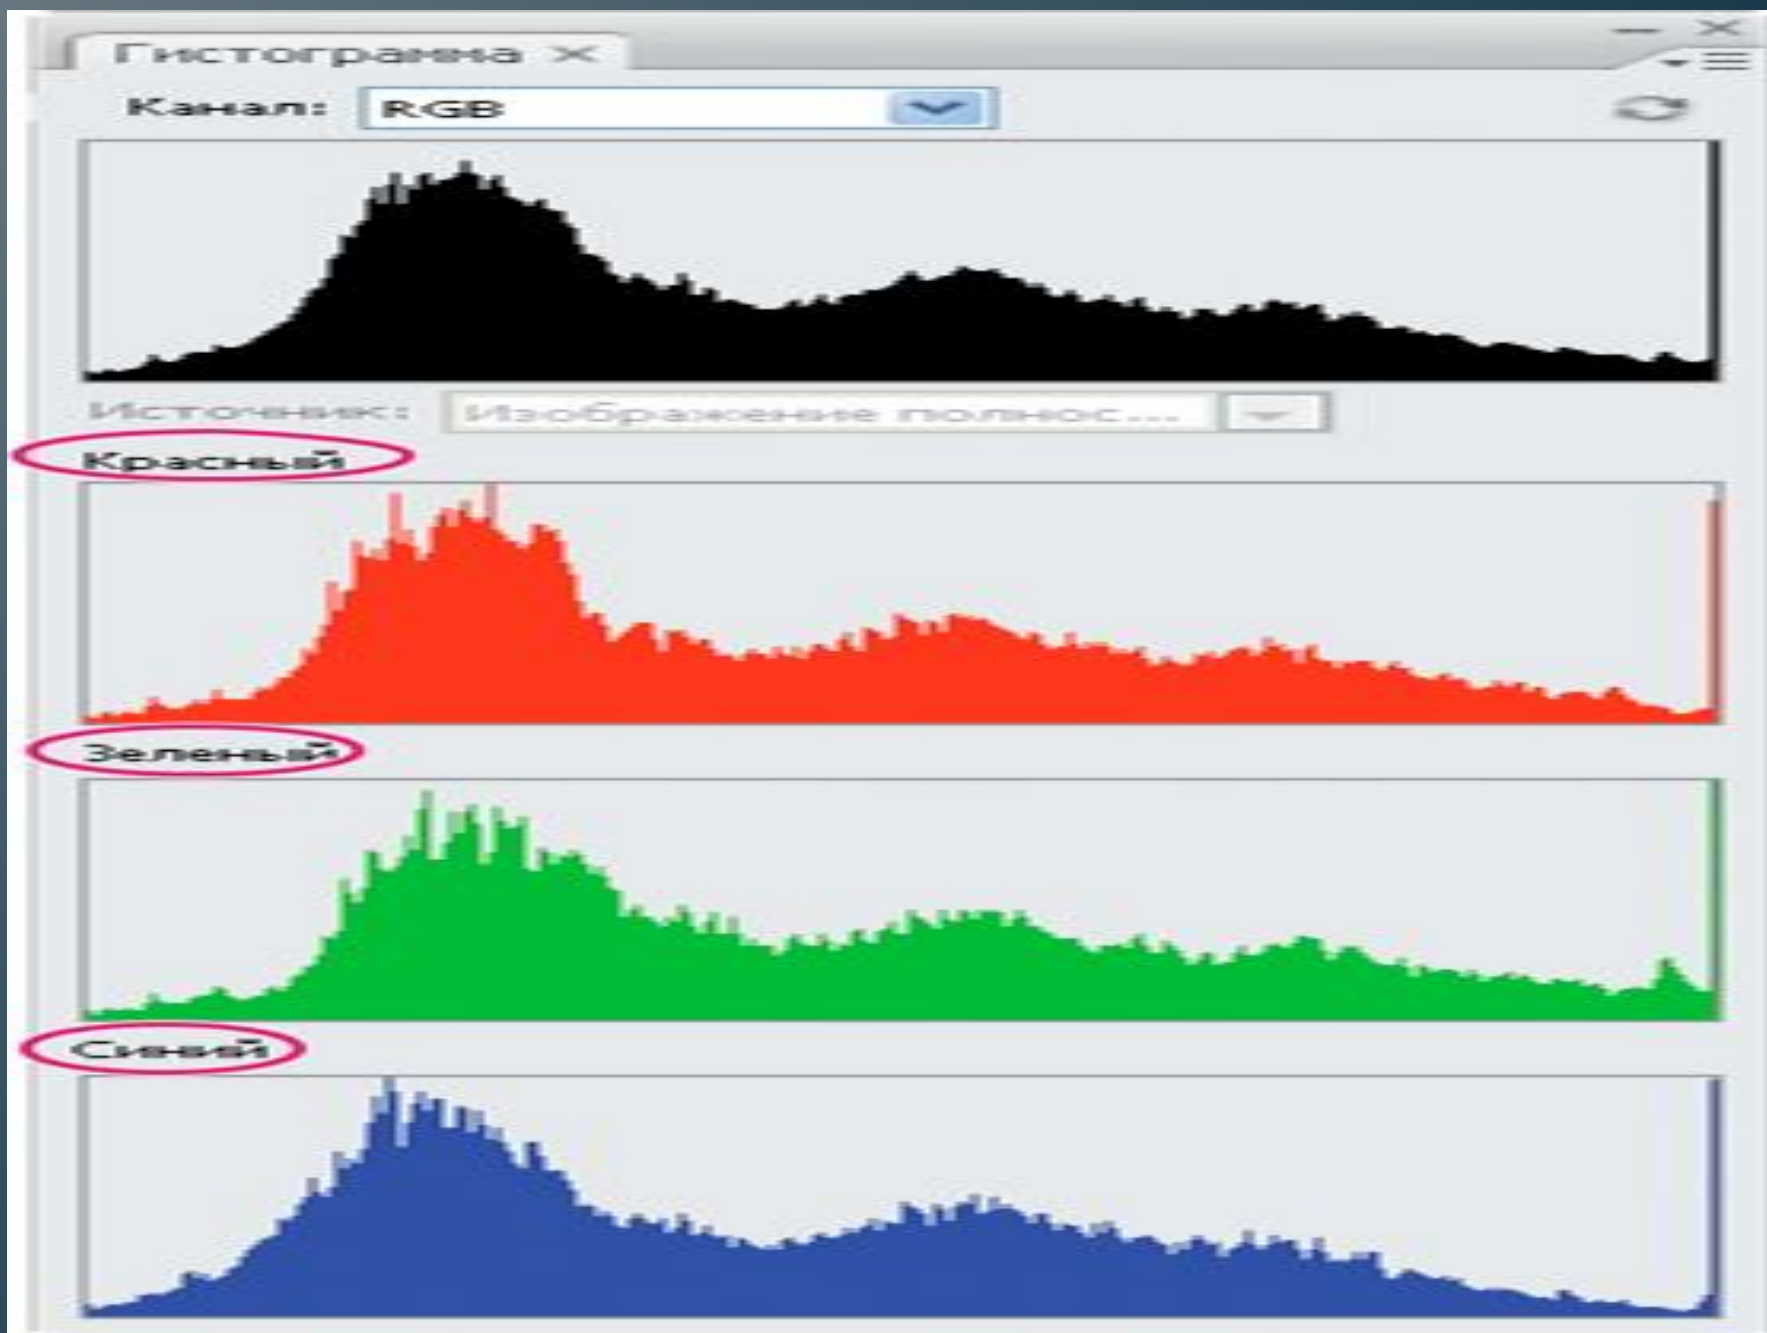 Гистограмма
Канал: RGB
Источник: Изображение полнос...
Красный
Зеленый
Синий